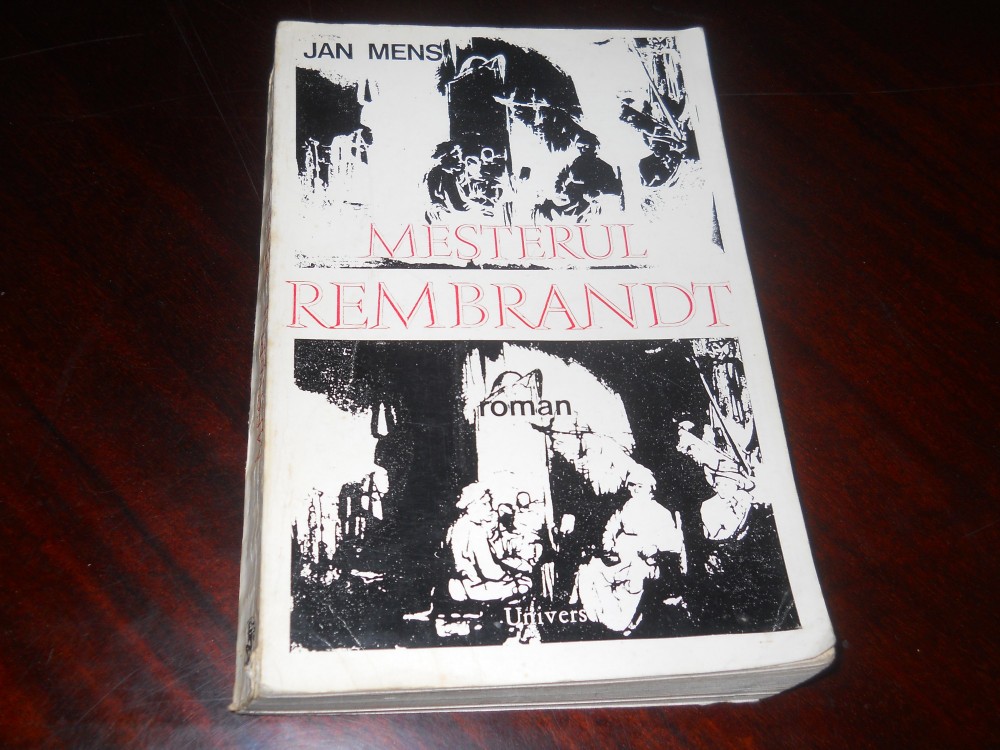 JAN MENS
MEȘTERUL
REMBRANDT
roman
Univers